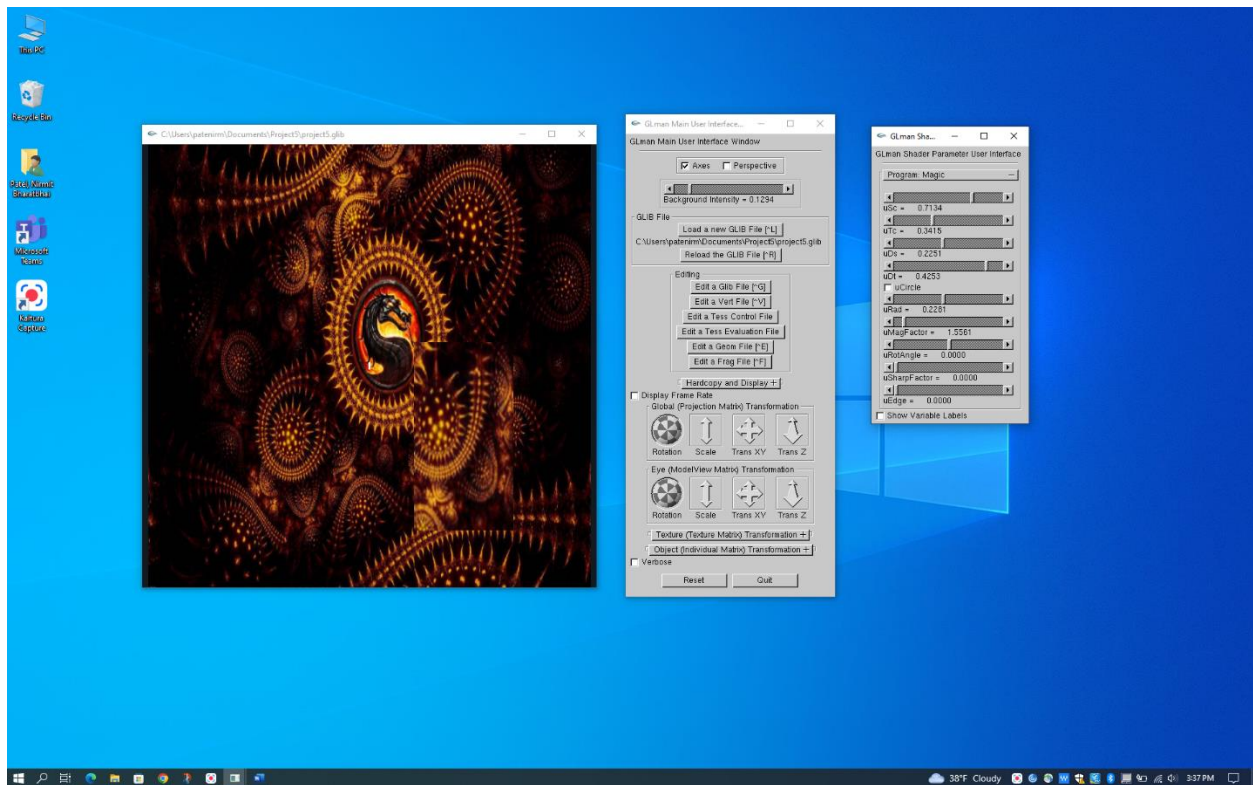 This PC
Recycle Bin
Patel Nirmit
Bharatbhai
Microsoft
Teams
Kaltura
Capture
C:\Users\patenirm\Documents\Project5\project5.glib
GLman Main User Interface...
GLman Main User Interface Window
Axes Perspective
Background Intensity = 0.1294
GLIB File
Load a new GLIB File [^L]
C:\Users\patenirm\Documents\Project5\project5.glib
Reload the GLIB File [^R]
Editing
Edit a Glib File [^G]
Edit a Vert File [^V]
Edit a Tess Control File
Edit a Tess Evaluation File
Edit a Geom File [^E]
Edit a Frag File [^F]
Hardcopy and Display +
Display Frame Rate
Global (Projection Matrix) Transformation
Rotation Scale Trans XY Trans Z
Eye (ModelView Matrix) Transformation
Rotation Scale Trans XY Trans Z
Texture (Texture Matrix) Transformation +
Object (Individual Matrix) Transformation +
Verbose
Reset Quit
GLman Sha...
GLman Shader Parameter User Interface
Program: Magic
uSc = 0.7134
uTc = 0.3415
uDs = 0.2251
uDt = 0.4253
uCircle
uRad = 0.2281
uMagFactor = 1.5561
uRotAngle = 0.0000
uSharpFactor = 0.0000
uEdge = 0.0000
Show Variable Labels
38°F Cloudy
3:37 PM